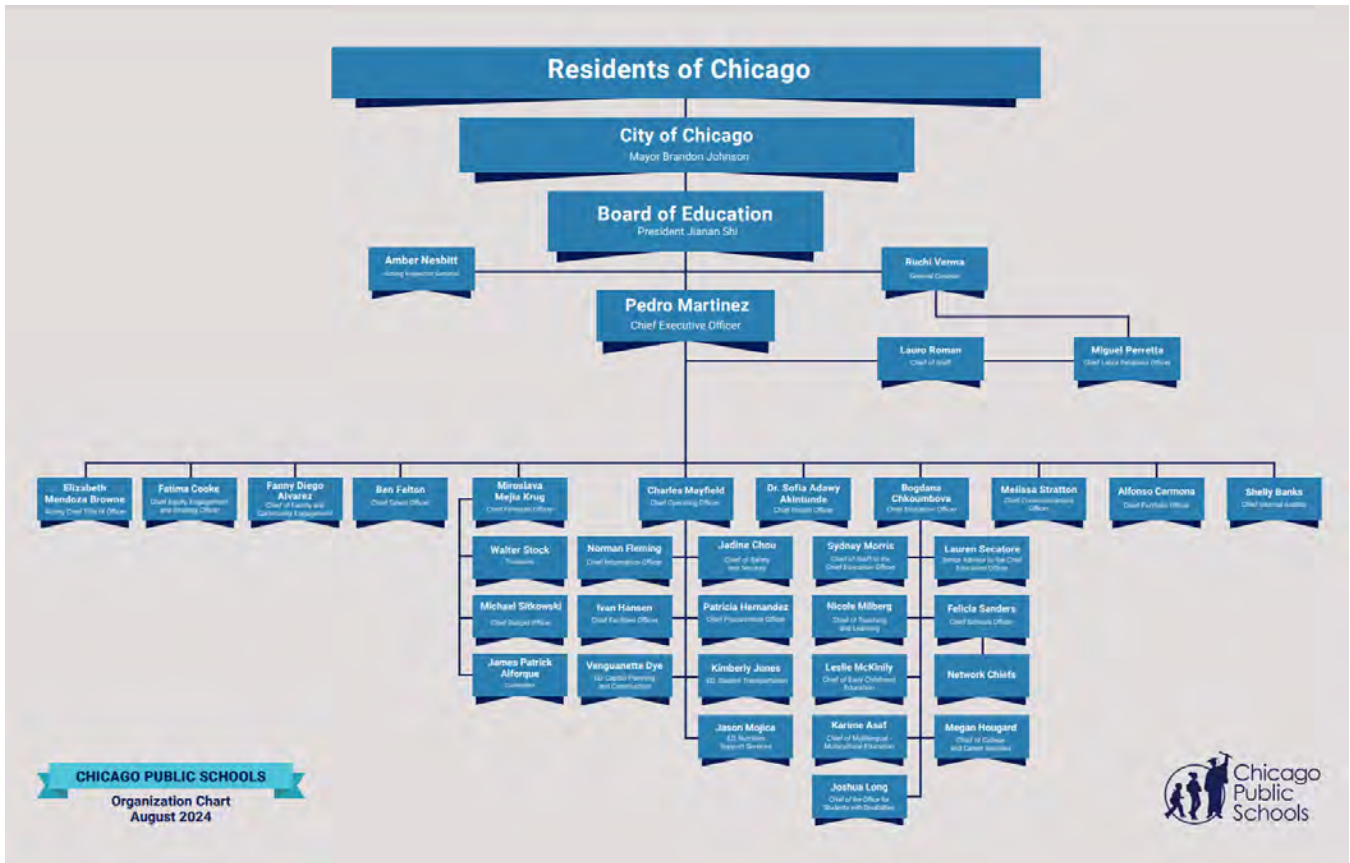 Residents of Chicago
City of Chicago
Mayor Brandon Johnson
Board of Education
President Jianan Shi
Amber Nesbitt
Acting Inspector General
Ruchi Verma
General Counsel
Pedro Martinez
Chief Executive Officer
Lauro Roman
Chief of Staff
Miguel Perretta
Chief Labor Relations Officer
Elizabeth
Mendoza Browne
Acting Chief Title IX Officer
Fatima Cooke
Chief Equity, Engagement
and Strategy Officer
Fanny Diego
Alvarez
Chief of Family and
Community Engagement
Ben Felton
Chief Talent Officer
Miroslava
Mejia Krug
Chief Financial Officer
Charles Mayfield
Chief Operating Officer
Dr. Sofia Adawy
Akintunde
Chief Health Officer
Bogdana
Chkoumbova
Chief Education Officer
Melissa Stratton
Chief Communications
Officer
Alfonso Carmona
Chief Portfolio Officer
Shelly Banks
Chief Internal Auditor
Walter Stock
Treasurer
Norman Fleming
Chief Information Officer
Jadine Chou
Chief of Safety
and Security
Sydney Morris
Chief of Staff to the
Chief Education Officer
Lauren Secatore
Senior Advisor to the Chief
Education Officer
Michael Sitkowski
Chief Budget Officer
Ivan Hansen
Chief Facilities Officer
Patricia Hernandez
Chief Procurement Officer
Nicole Milberg
Chief of Teaching
and Learning
Felicia Sanders
Chief Schools Officer
James Patrick
Alforque
Controller
Venguanette Dye
ED Capital Planning
and Construction
Kimberly Jones
ED, Student Transportation
Leslie McKinily
Chief of Early Childhood
Education
Network Chiefs
Jason Mojica
ED, Nutrition
Support Services
Karime Asaf
Chief of Multilingual -
Multicultural Education
Megan Hougard
Chief of College
and Career Success
Joshua Long
Chief of the Office for
Students with Disabilities
CHICAGO PUBLIC SCHOOLS
Organization Chart
August 2024
Chicago
Public
Schools